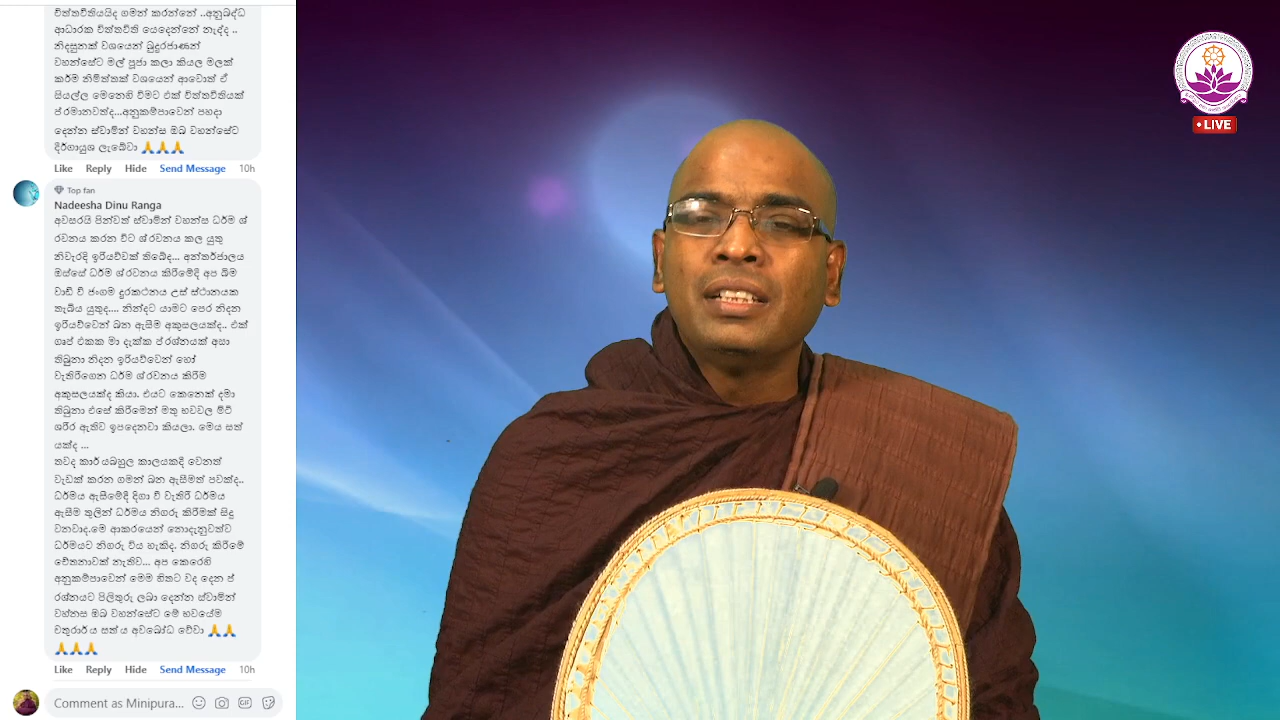 චිත්තවීතියයිද ගමන් කරන්නේ ..අනුබද්ධ
ආධාරක චිත්තවීති යෙදෙන්නේ නැද්ද ..
නිදසුනක් වශයෙන් බුදුරජාණන්
වහන්සේට මල් පූජා කලා කියල මලක්
කර්ම නිමිත්තක් වශයෙන් ආවොත් ඒ
සියල්ල මෙනෙහි වීමට එක් චිත්තවීතියක්
ප්‍රමානවත්ද...අනුකම්පාවෙන් පහදා
දෙන්න ස්වාමින් වහන්ස ඔබ වහන්සේට
දීර්ගායුශ ලැබේවා 🙏🙏🙏
Like Reply Hide Send Message 10h
Top fan
Nadeesha Dinu Ranga
අවසරයි පින්වත් ස්වාමින් වහන්ස ධර්ම ශ්
රවනය කරන විට ශ්‍රවනය කල යුතු
නිවැරදි ඉරියව්වක් තිබේද... අන්තර්ජාලය
ඔස්සේ ධර්ම ශ්‍රවනය කිරීමේදී අප බිම
වාඩි වී ජංගම දුරකථනය උස් ස්ථානයක
තැබිය යුතුද.... නින්දට යාමට පෙර නිදන
ඉරියව්වෙන් බන ඇසීම අකුසලයක්ද.. එක්
ගෘප් එකක මා දැක්ක ප්‍රශ්නයක් අසා
තිබුනා නිදන ඉරියව්වෙන් හෝ
වැතිරීගෙන ධර්ම ශ්‍රවනය කිරීම
අකුසලයක්ද කියා. එයට කෙනෙක් දමා
තිබුනා එසේ කිරීමෙන් මතු භවවල මිටි
ශරීර ඇතිව ඉපදෙනවා කියලා. මෙය සත්
යක්ද ...
තවද කාර්යබහුල කාලයකදී වෙනත්
වැඩක් කරන ගමන් බන ඇසීමත් පවක්ද..
ධර්මය ඇසීමේදී දිගා වී වැතිරී ධර්මය
ඇසීම තුලින් ධර්මය නිගරු කිරීමක් සිදු
වනවාද.මේ ආකරයෙන් නොදැනුවත්ව
ධර්මයට නිගරු විය හැකිද. නිගරු කිරීමේ
චේතනාවක් නැතිව... අප කෙරෙහි
අනුකම්පාවෙන් මෙම හිතට වද දෙන ප්
රශ්නයට පිලිතුරු ලබා දෙන්න ස්වාමින්
වහ්නස ඔබ වහන්සේට මේ භවයේම
චතුරාර්ය සත්‍ය අවබෝධ වේවා 🙏🙏
🙏🙏🙏
Like Reply Hide Send Message 10h
Comment as Minipura...
GIF
• LIVE